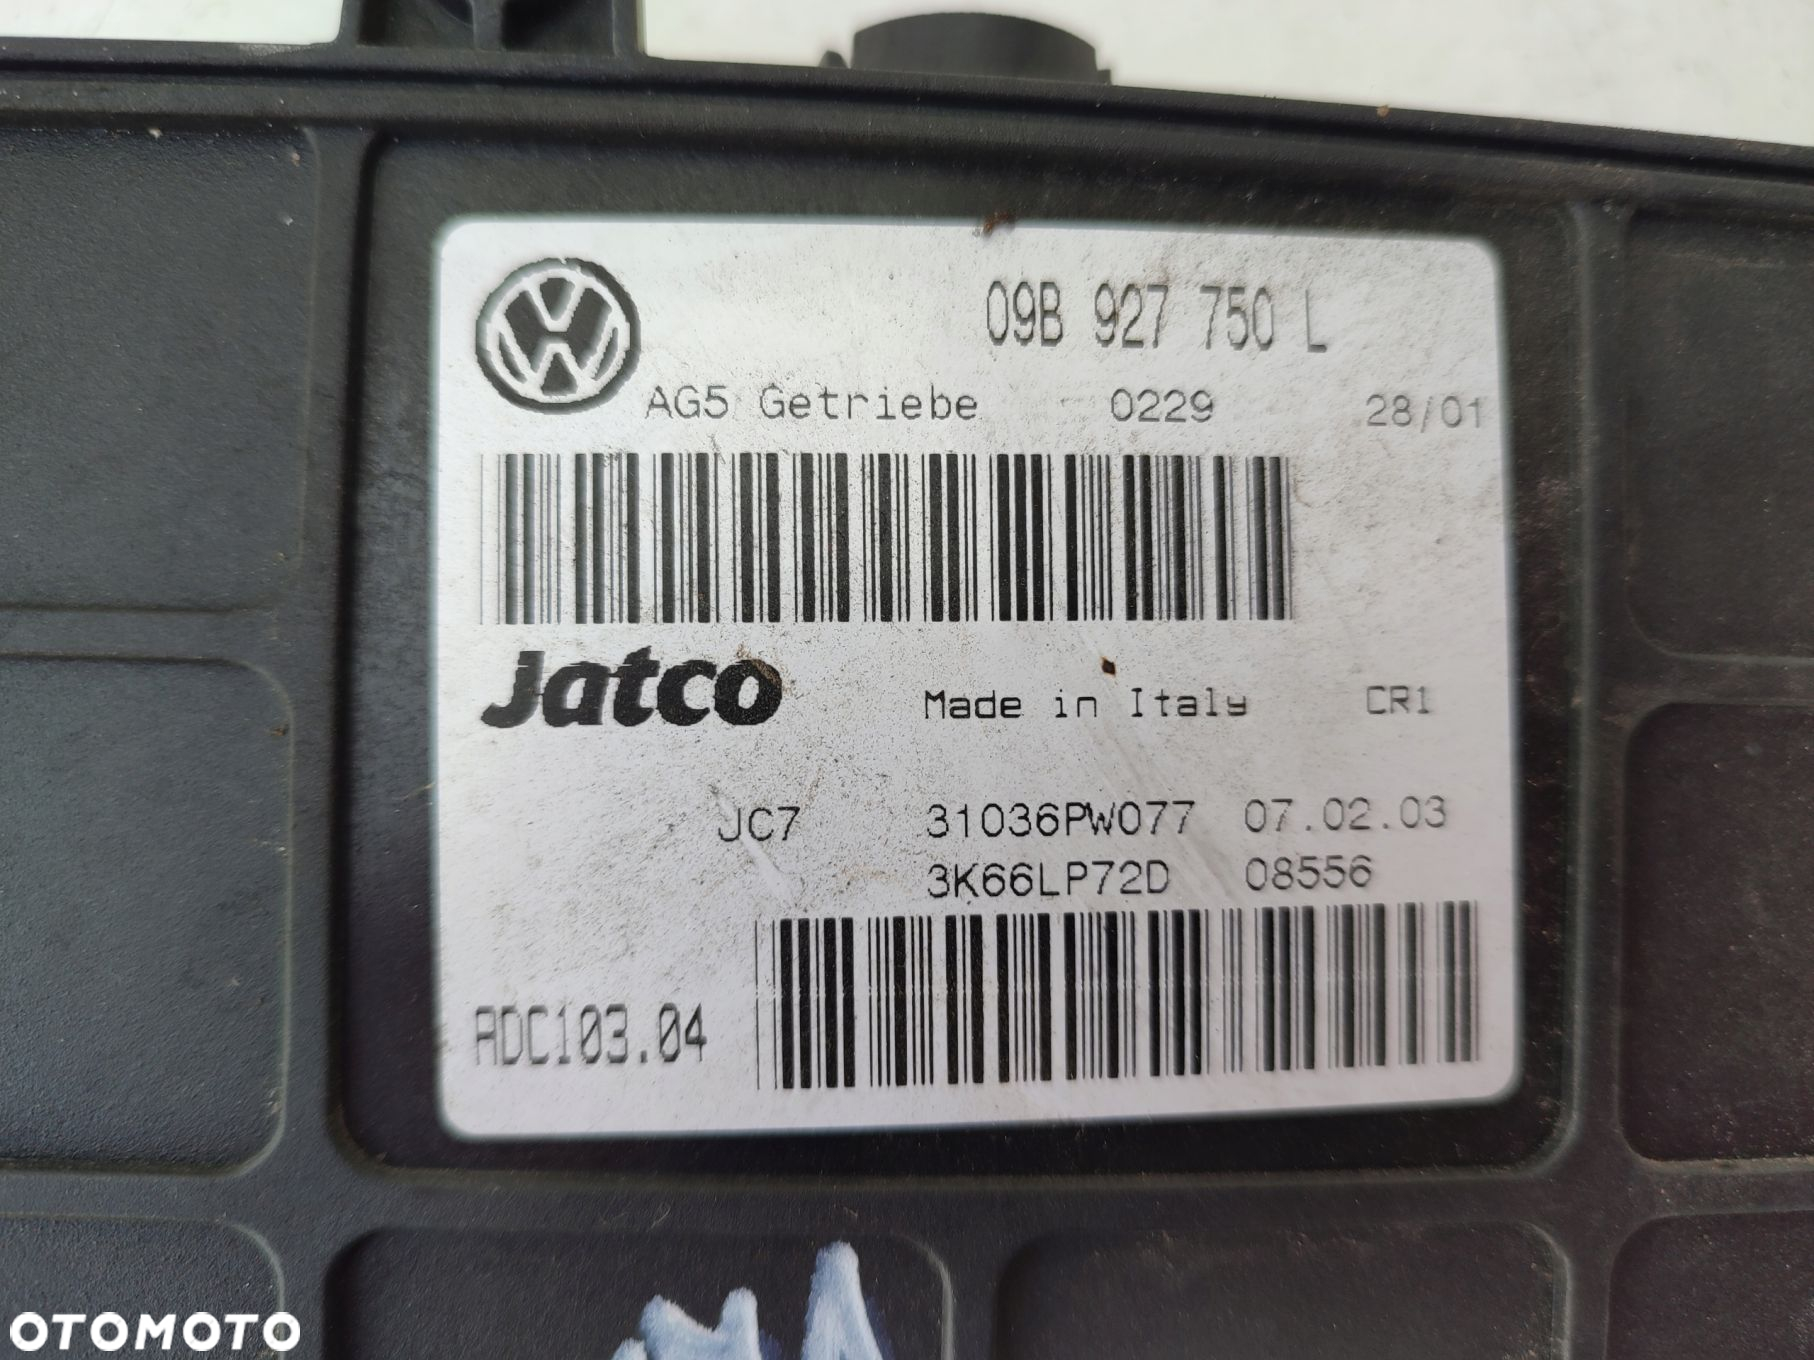 09B 927 750 L
AG5 Getriebe 0229 28/01
Jatco Made in Italy CR1
JC7 31036PW077 07.02.03
3K66LP72D 08556
ADC103.04
OTOMOTO